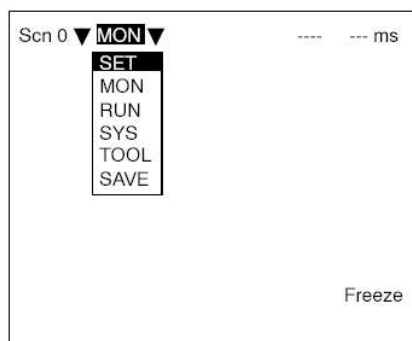 Scn 0 ▼ MON ▼ ---- --- ms
SET
MON
RUN
SYS
TOOL
SAVE
Freeze